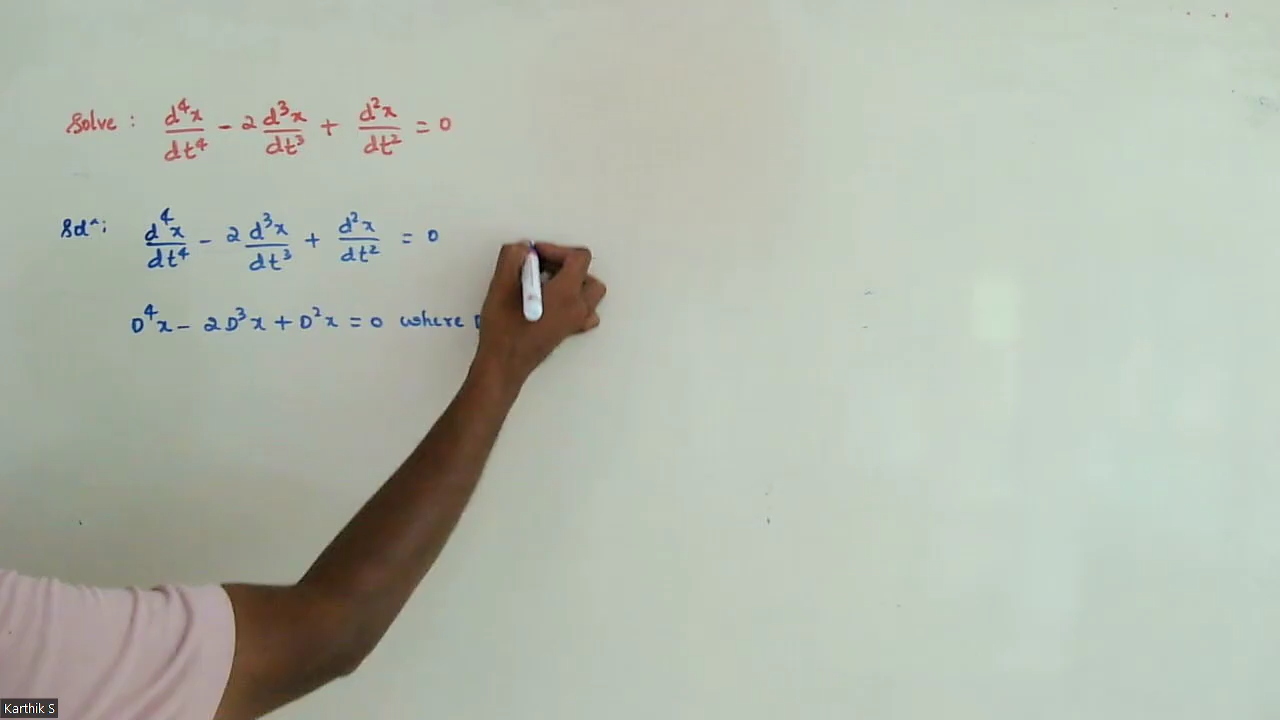 Solve : d⁴x/dt⁴ - 2 d³x/dt³ + d²x/dt² = 0
Solⁿ: d⁴x/dt⁴ - 2 d³x/dt³ + d²x/dt² = 0
D⁴x - 2D³x + D²x = 0 where
Karthik S